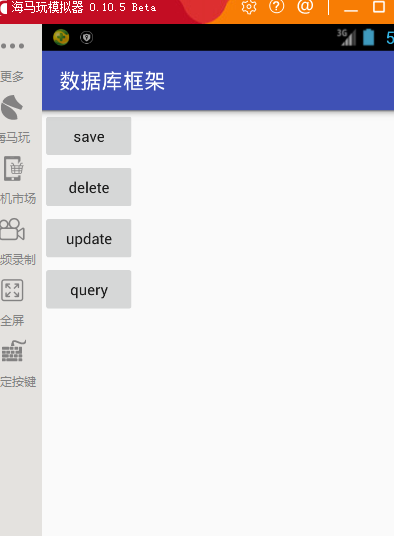 海马玩模拟器 0.10.5 Beta
3G
5
更多
数据库框架
save
海马玩
delete
机市场
update
频录制
query
全屏
定按键